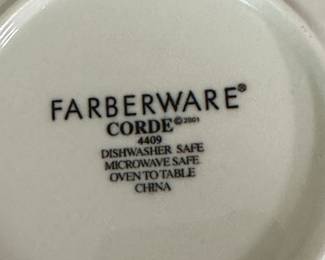 FARBERWARE®
CORDE ©2001
4409
DISHWASHER SAFE
MICROWAVE SAFE
OVEN TO TABLE
CHINA